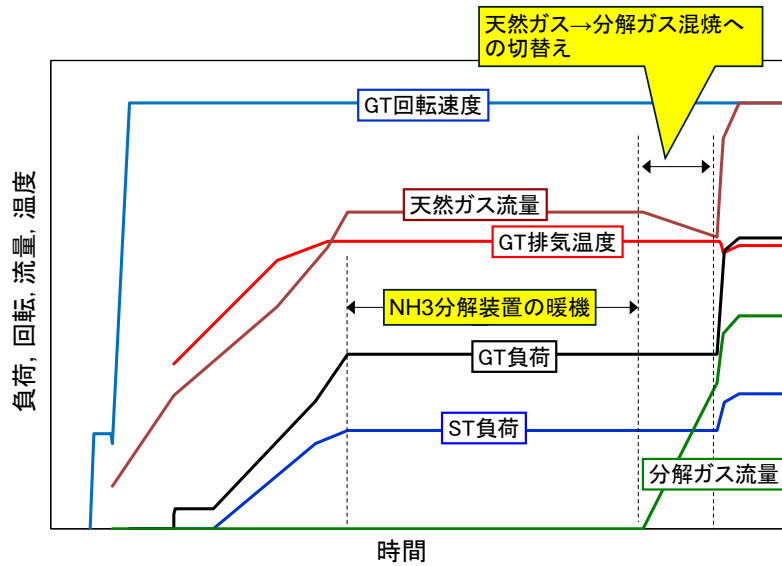 天然ガス→分解ガス混焼へ
の切替え
GT回転速度
天然ガス流量
GT排気温度
NH3分解装置の暖機
GT負荷
ST負荷
分解ガス流量
負荷, 回転, 流量, 温度
時間